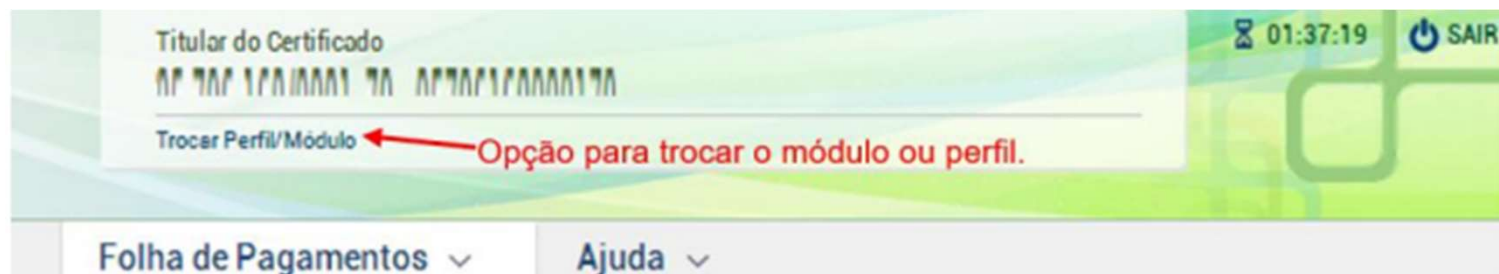 Titular do Certificado
01:37:19 SAIR
Trocar Perfil/Módulo
Opção para trocar o módulo ou perfil.
Folha de Pagamentos Ajuda